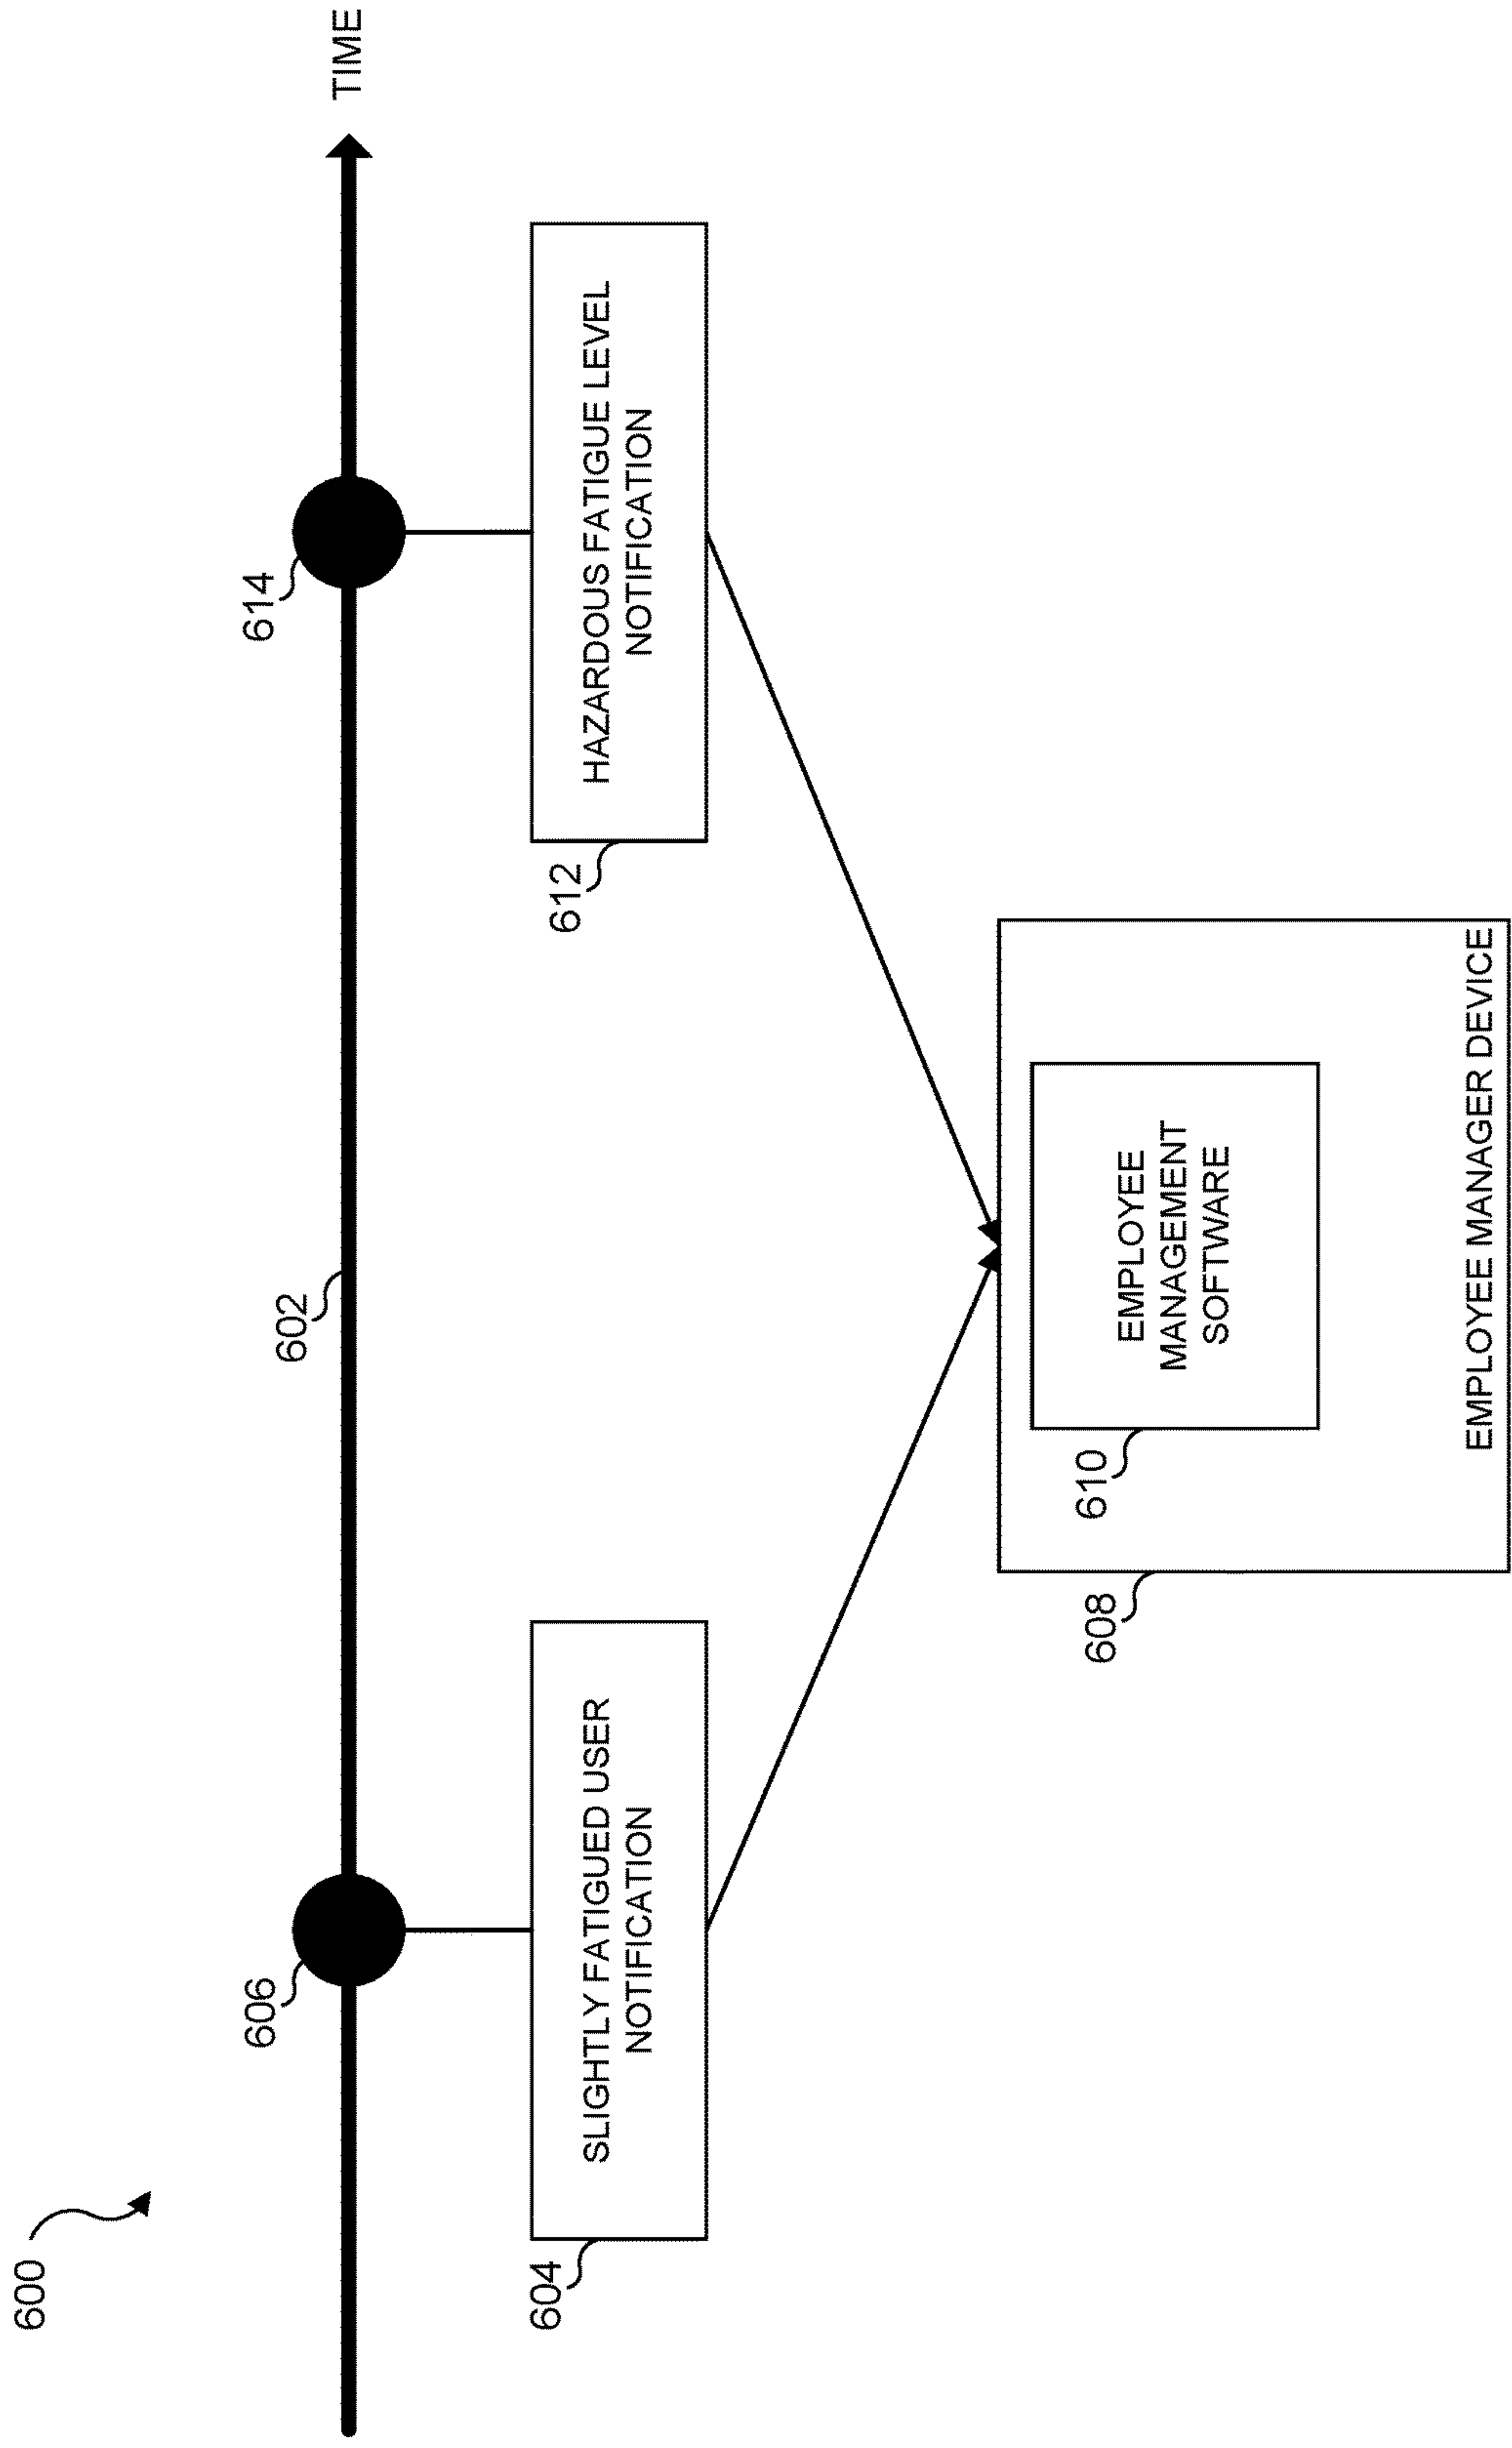 600
602
TIME
606
614
604
SLIGHTLY FATIGUED USER
NOTIFICATION
612
HAZARDOUS FATIGUE LEVEL
NOTIFICATION
608
610
EMPLOYEE
MANAGEMENT
SOFTWARE
EMPLOYEE MANAGER DEVICE